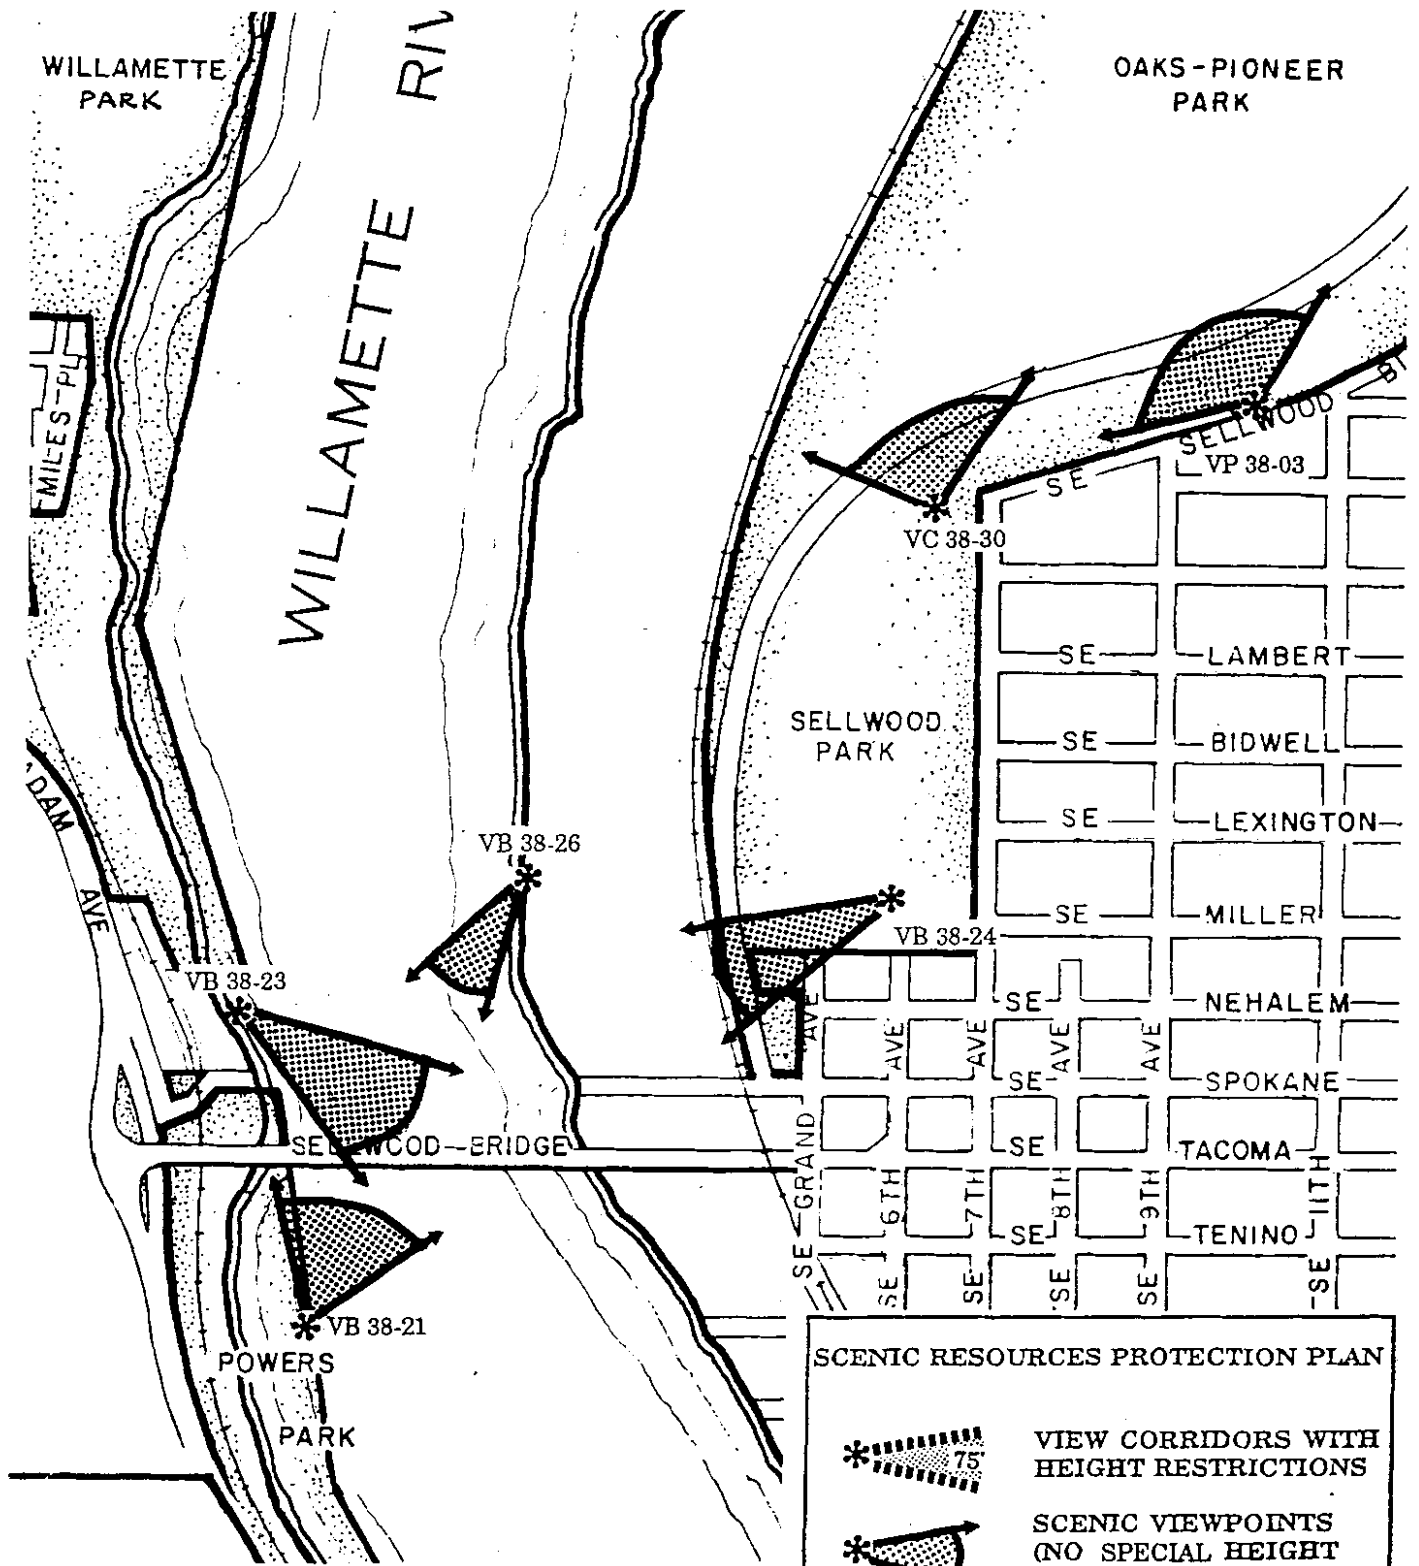 WILLAMETTE
PARK
WILLAMETTE RIV
OAKS-PIONEER
PARK
MILES PL
SE SELLWOOD
VP 38-03
VC 38-30
SE LAMBERT
SELLWOOD
PARK
SE BIDWELL
SE LEXINGTON
AVE
VB 38-26
SE MILLER
VB 38-24
VB 38-23
SE NEHALEM
SE SPOKANE
SELLWOOD-BRIDGE
SE TACOMA
SE TENINO
SE GRAND AVE
SE 6TH AVE
SE 7TH AVE
SE 8TH AVE
SE 9TH AVE
SE 11TH
VB 38-21
POWERS
PARK
SCENIC RESOURCES PROTECTION PLAN
75'
VIEW CORRIDORS WITH
HEIGHT RESTRICTIONS
SCENIC VIEWPOINTS
(NO SPECIAL HEIGHT